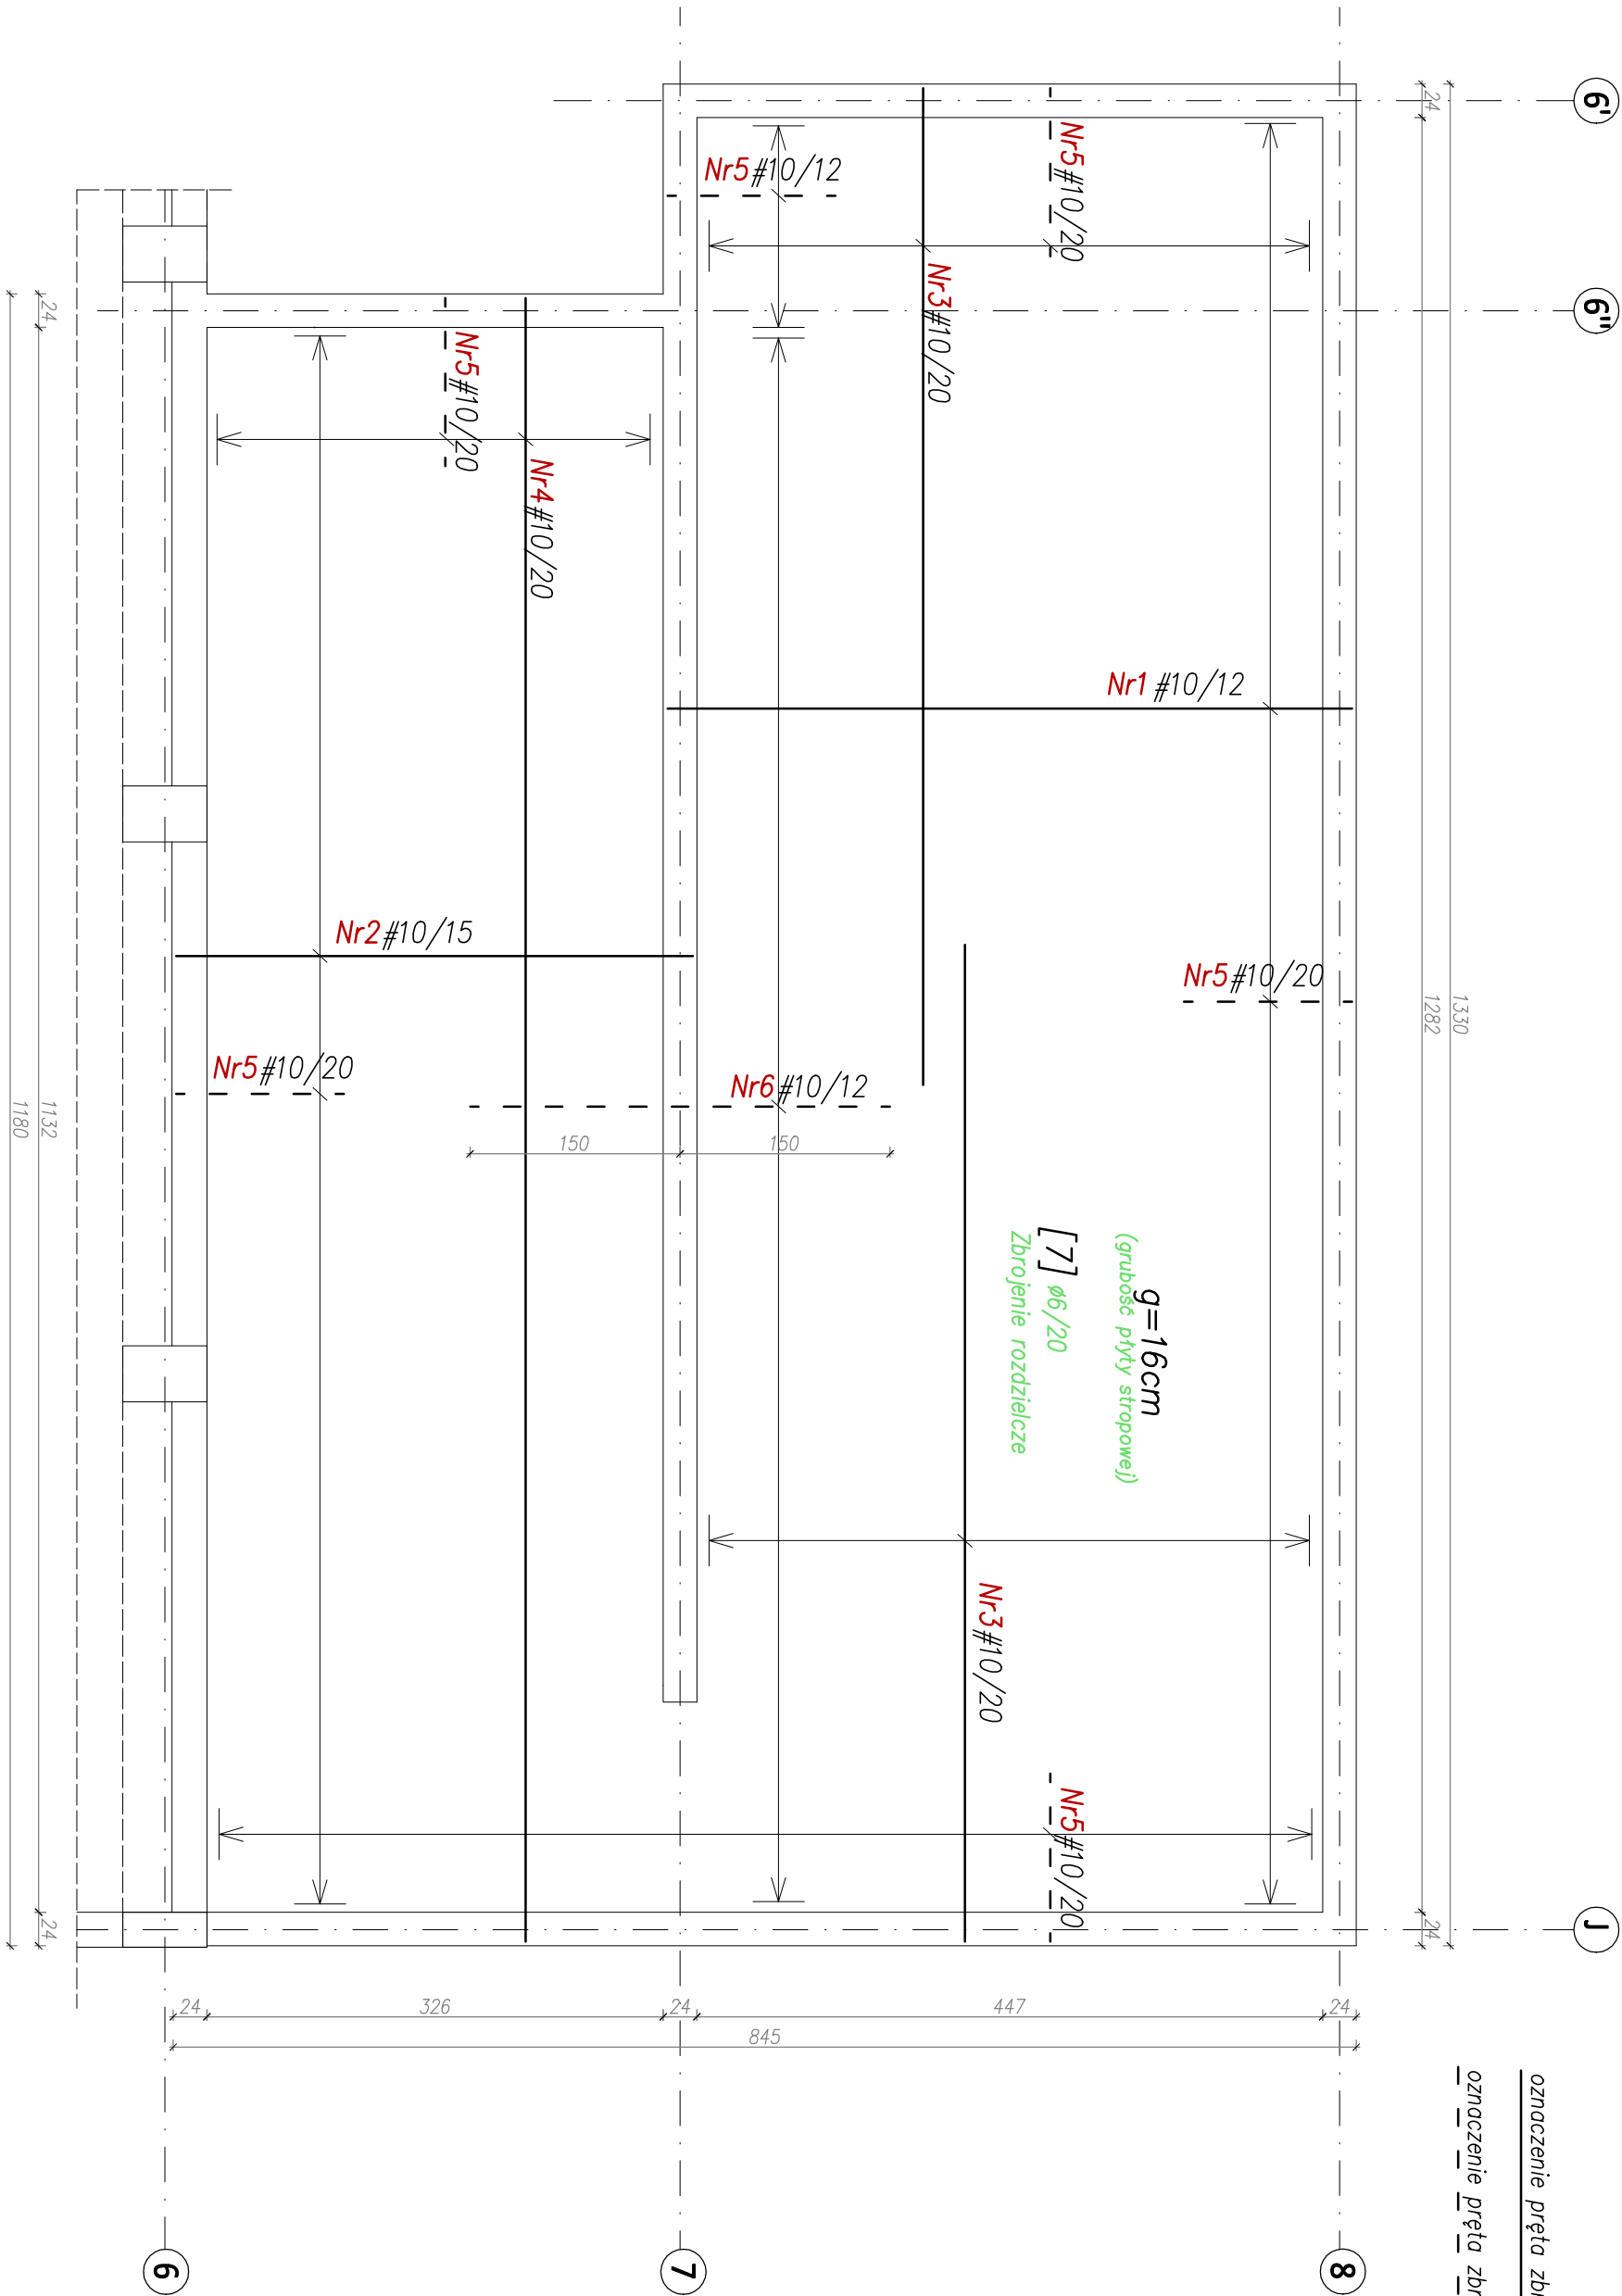 6'
6"
J
24
1330
1282
24
Nr5 #10/20
Nr5 #10/12
Nr3 #10/20
Nr5 #10/20
Nr4 #10/20
24
Nr1 #10/12
Nr2 #10/15
Nr5 #10/20
Nr5 #10/20
Nr6 #10/12
150
150
1132
1180
g=16cm
(grubość płyty stropowej)
[7] ø6/20
Zbrojenie rozdzielcze
Nr3 #10/20
Nr5 #10/20
24
24
326
24
447
24
845
oznaczenie pręta zbr
oznaczenie pręta zbr
6
7
8